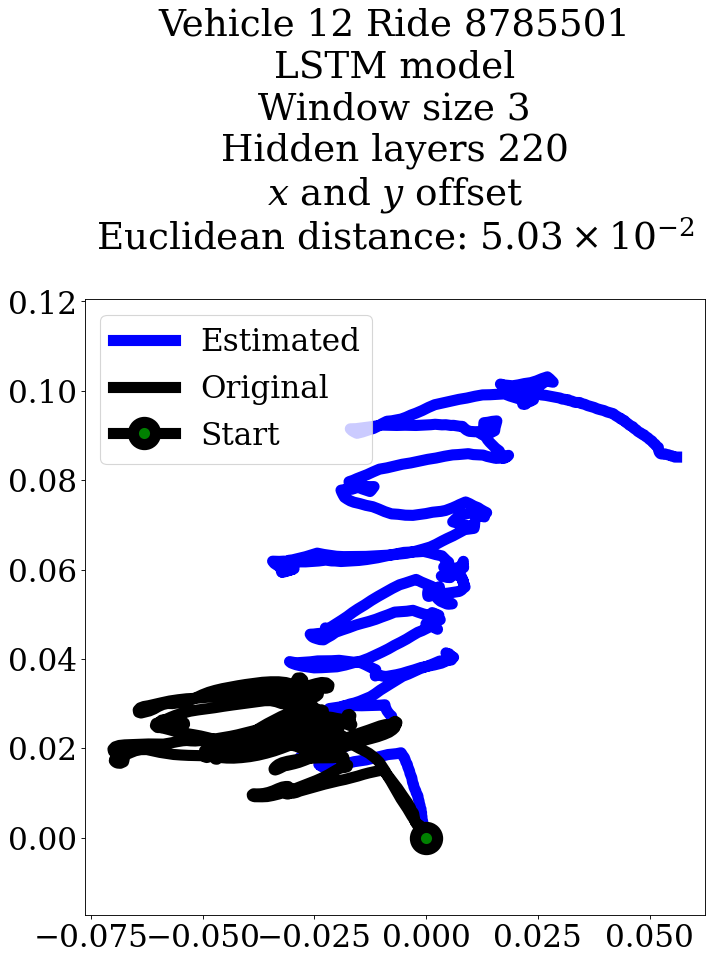 Vehicle 12 Ride 8785501
LSTM model
Window size 3
Hidden layers 220
x and y offset
Euclidean distance: 5.03 × 10⁻²
0.12
0.10
0.08
0.06
0.04
0.02
0.00
Estimated
Original
Start
−0.075 −0.050 −0.025 0.000 0.025 0.050